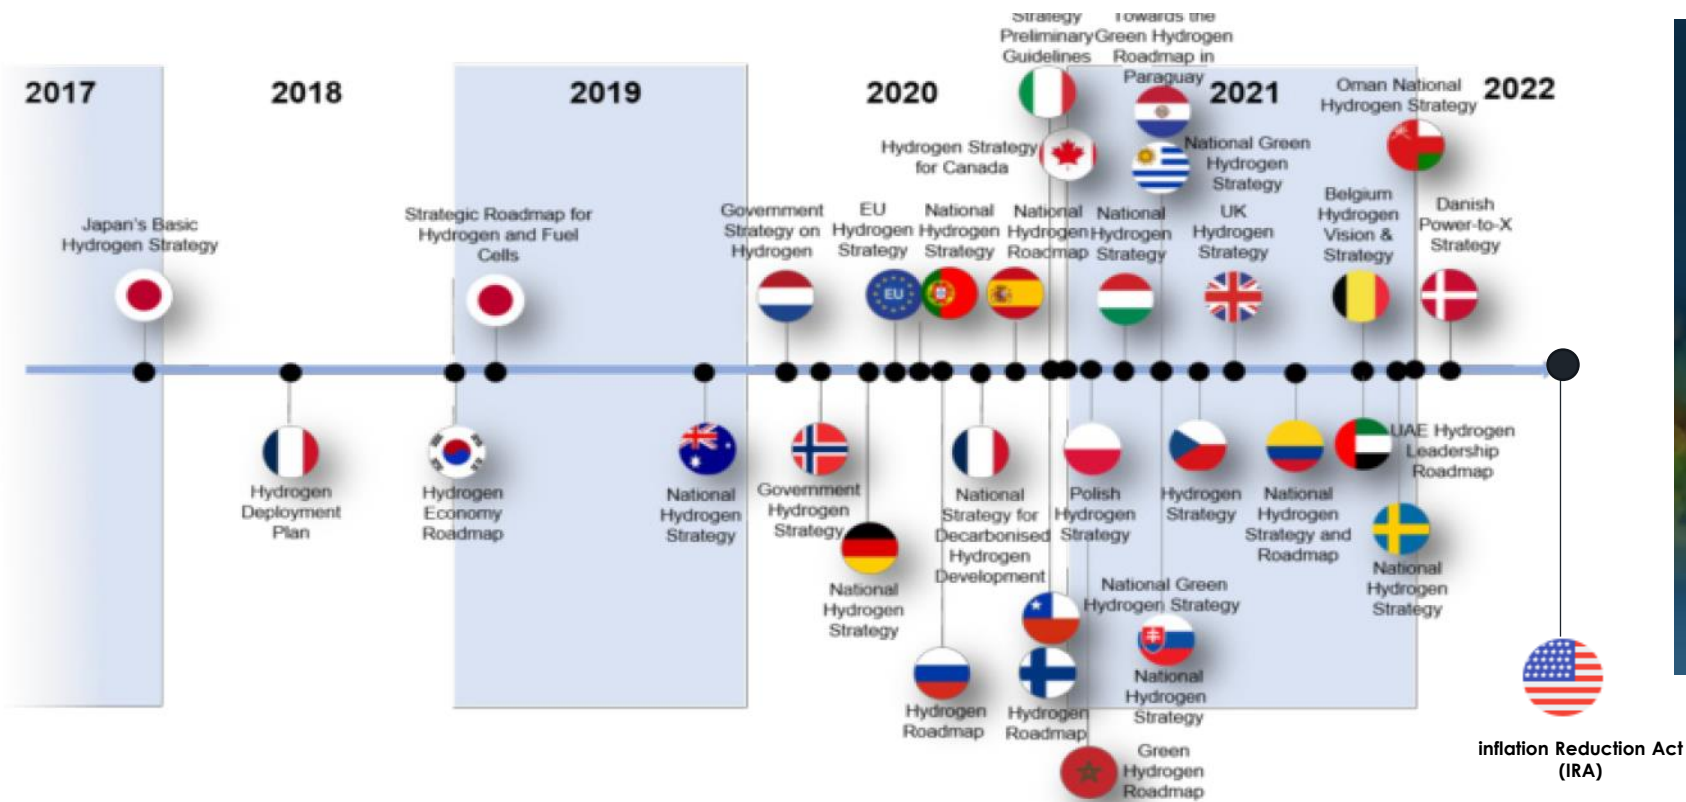 2017
2018
2019
2020
2021
2022
Japan's Basic
Hydrogen Strategy
Hydrogen
Deployment
Plan
Hydrogen
Economy
Roadmap
Strategic Roadmap for
Hydrogen and Fuel
Cells
National
Hydrogen
Strategy
Government
Strategy on
Hydrogen
Government
Hydrogen
Strategy
National
Hydrogen
Strategy
EU
Hydrogen
Strategy
National
Hydrogen
Strategy
Hydrogen
Roadmap
National
Strategy for
Decarbonised
Hydrogen
Development
National
Hydrogen
Roadmap
Strategy
Preliminary
Guidelines
Hydrogen Strategy
for Canada
Hydrogen
Roadmap
Polish
Hydrogen
Strategy
Green
Hydrogen
Roadmap
National
Hydrogen
Strategy
Towards the
Green Hydrogen
Roadmap in
Paraguay
National Green
Hydrogen
Strategy
National Green
Hydrogen Strategy
National
Hydrogen
Strategy
Hydrogen
Strategy
UK
Hydrogen
Strategy
National
Hydrogen
Strategy and
Roadmap
Belgium
Hydrogen
Vision &
Strategy
UAE Hydrogen
Leadership
Roadmap
National
Hydrogen
Strategy
Oman National
Hydrogen Strategy
Danish
Power-to-X
Strategy
EU
inflation Reduction Act
(IRA)